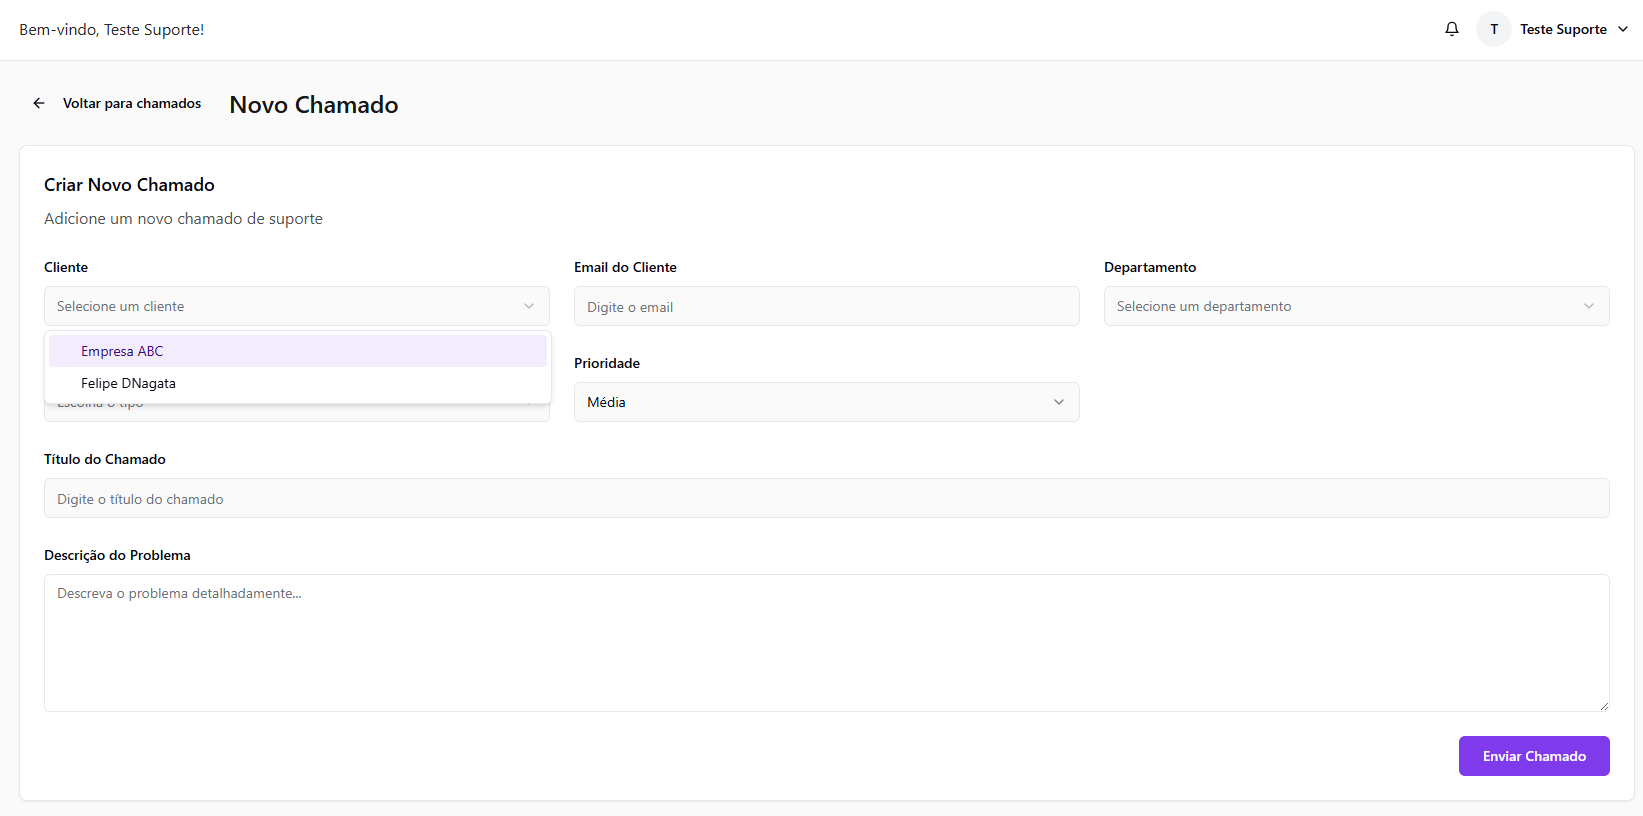 Bem-vindo, Teste Suporte!
T
Teste Suporte
Voltar para chamados
Novo Chamado
Criar Novo Chamado
Adicione um novo chamado de suporte
Cliente
Email do Cliente
Departamento
Selecione um cliente
Digite o email
Selecione um departamento
Empresa ABC
Felipe DNagata
Prioridade
Escolha o tipo
Média
Título do Chamado
Digite o título do chamado
Descrição do Problema
Descreva o problema detalhadamente...
Enviar Chamado